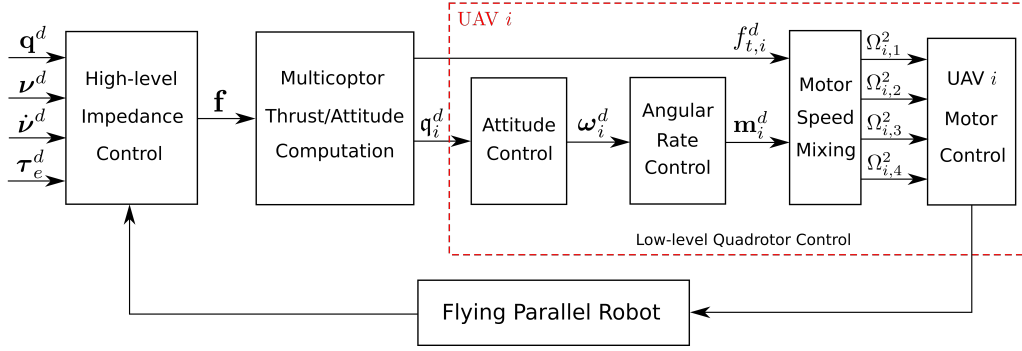 UAV i
𝐪^d
𝝂^d
𝝂̇^d
𝝉_e^d
High-level
Impedance
Control
𝐟
Multicoptor
Thrust/Attitude
Computation
f_{t,i}^d
𝔮_i^d
Attitude
Control
𝝎_i^d
Angular
Rate
Control
𝐦_i^d
Motor
Speed
Mixing
Ω_{i,1}^2
Ω_{i,2}^2
Ω_{i,3}^2
Ω_{i,4}^2
UAV i
Motor
Control
Low-level Quadrotor Control
Flying Parallel Robot